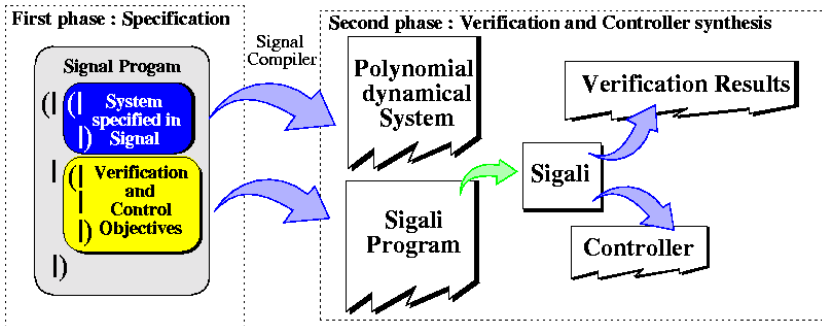 First phase : Specification
Signal Progam
(|
(|
System
specified in
|)
Signal
|
(|
Verification
|
and
Control
|)
Objectives
|)
Signal
Compiler
Second phase : Verification and Controller synthesis
Polynomial
dynamical
System
Sigali
Program
Sigali
Verification Results
Controller